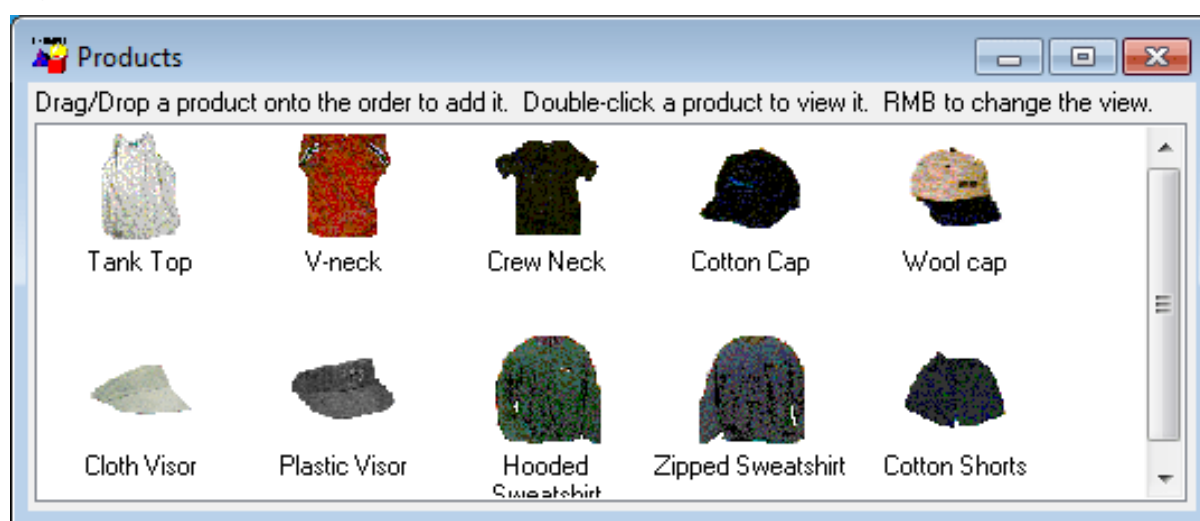 Products
Drag/Drop a product onto the order to add it. Double-click a product to view it. RMB to change the view.
Tank Top V-neck Crew Neck Cotton Cap Wool cap
Cloth Visor Plastic Visor Hooded Zipped Sweatshirt Cotton Shorts
Sweatshirt